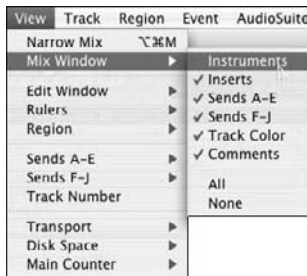 View Track Region Event AudioSuite
Narrow Mix ⌥⌘M
Mix Window
Instruments
Inserts
Sends A-E
Sends F-J
Track Color
Comments
All
None
Edit Window
Rulers
Region
Sends A-E
Sends F-J
Track Number
Transport
Disk Space
Main Counter